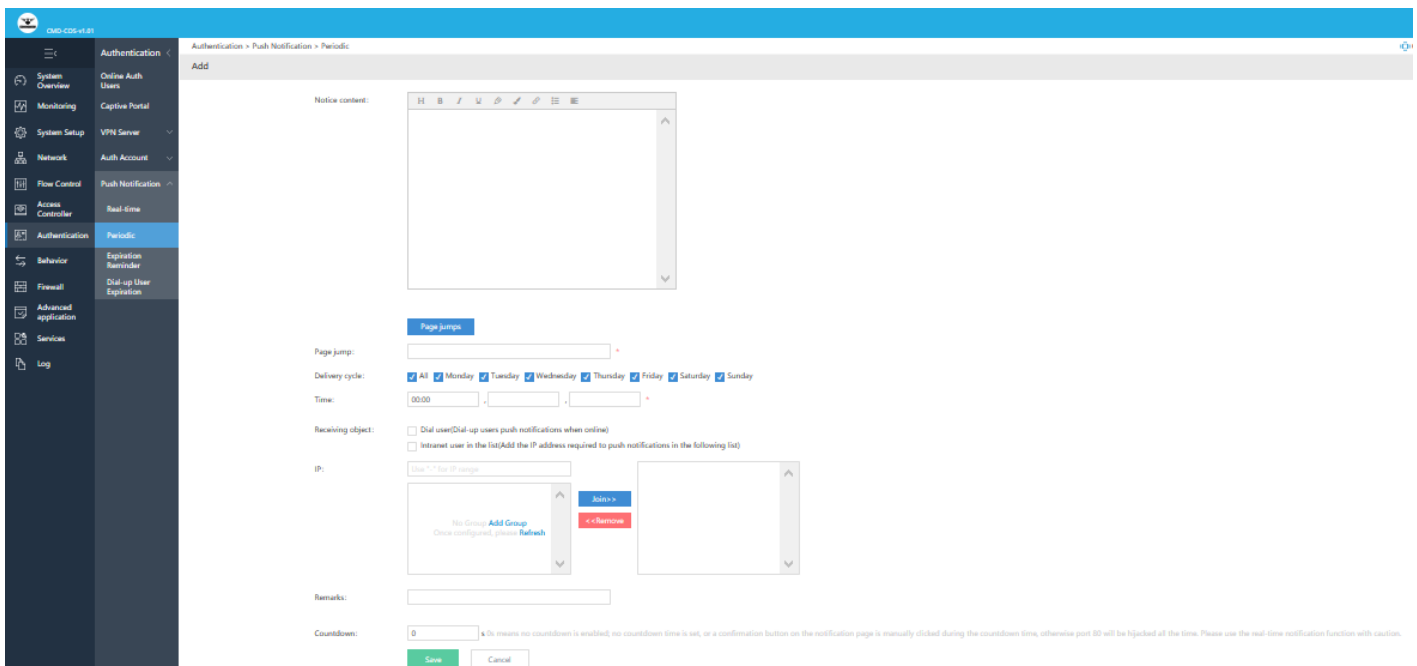 CMO-COS-v1.01
Authentication
Authentication > Push Notification > Periodic
Add
System Overview
Monitoring
System Setup
Network
Flow Control
Access Controller
Authentication
Behavior
Firewall
Advanced application
Services
Log
Online Auth Users
Captive Portal
VPN Server
Auth Account
Push Notification
Real-time
Periodic
Expiration Reminder
Dial-up User Expiration
Notice content:
H B I U
Page jumps
Page jump: *
Delivery cycle: All Monday Tuesday Wednesday Thursday Friday Saturday Sunday
Time: 00:00 , , *
Receiving object: Dial user(Dial-up users push notifications when online)
Intranet user in the list(Add the IP address required to push notifications in the following list)
IP: Use "-" for IP range
No Group Add Group
Once configured, please Refresh
Join>>
<<Remove
Remarks:
Countdown: 0 s 0s means no countdown is enabled, no countdown time is set, or a confirmation button on the notification page is manually clicked during the countdown time, otherwise port 80 will be hijacked all the time. Please use the real-time notification function with caution.
Save Cancel